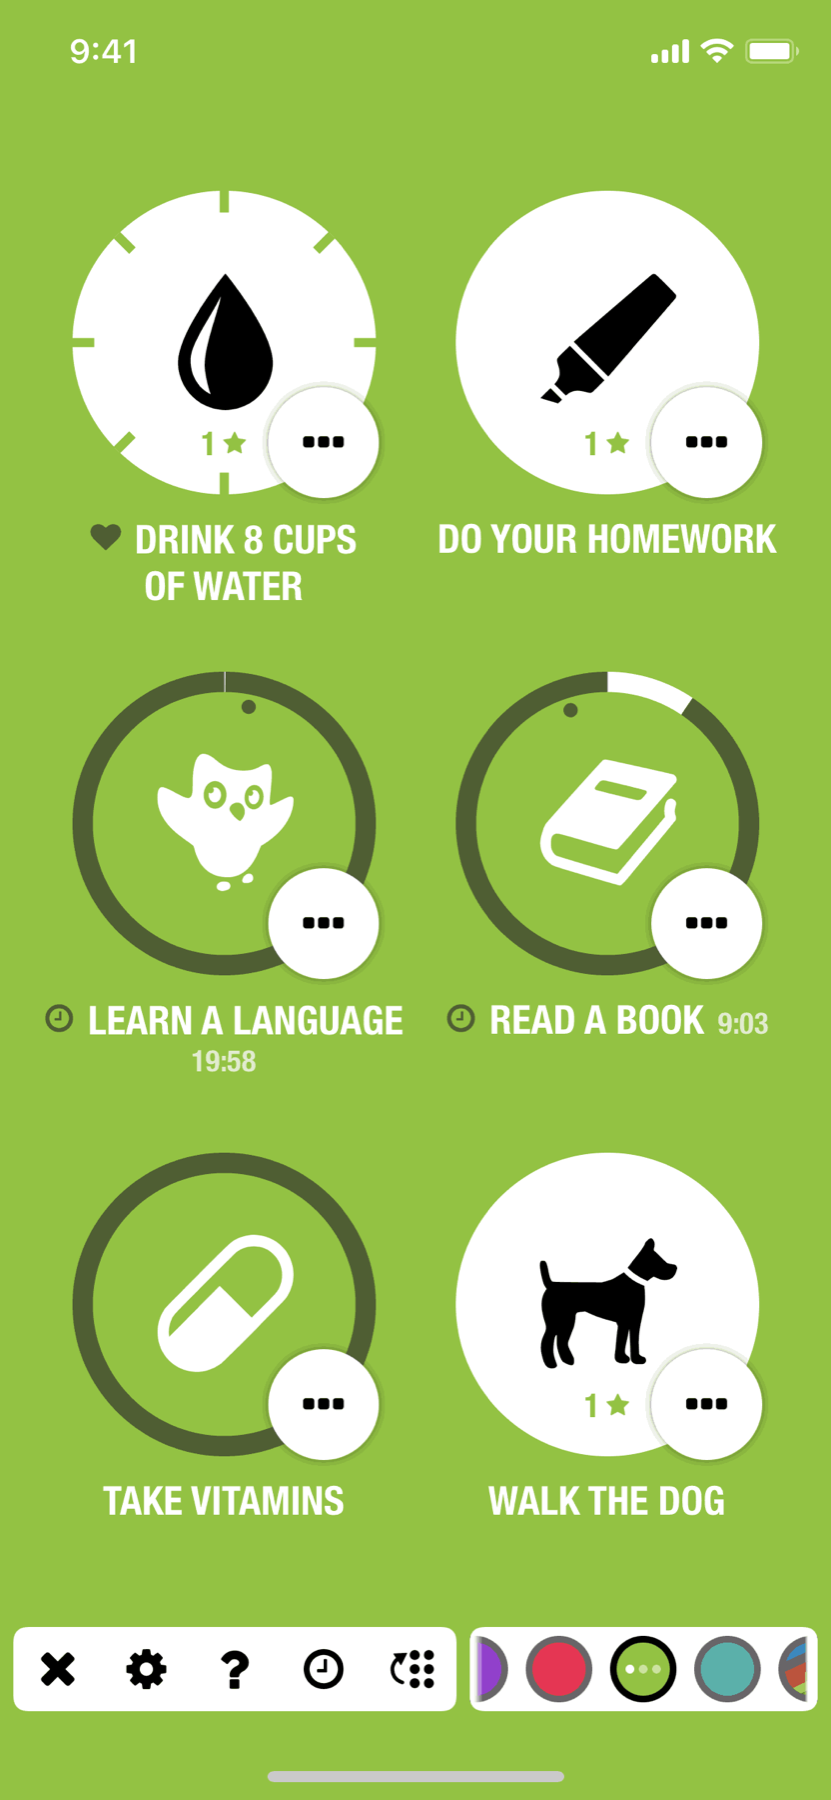 9:41
1
1
DRINK 8 CUPS
OF WATER
DO YOUR HOMEWORK
LEARN A LANGUAGE
19:58
READ A BOOK 9:03
1
TAKE VITAMINS
WALK THE DOG
?